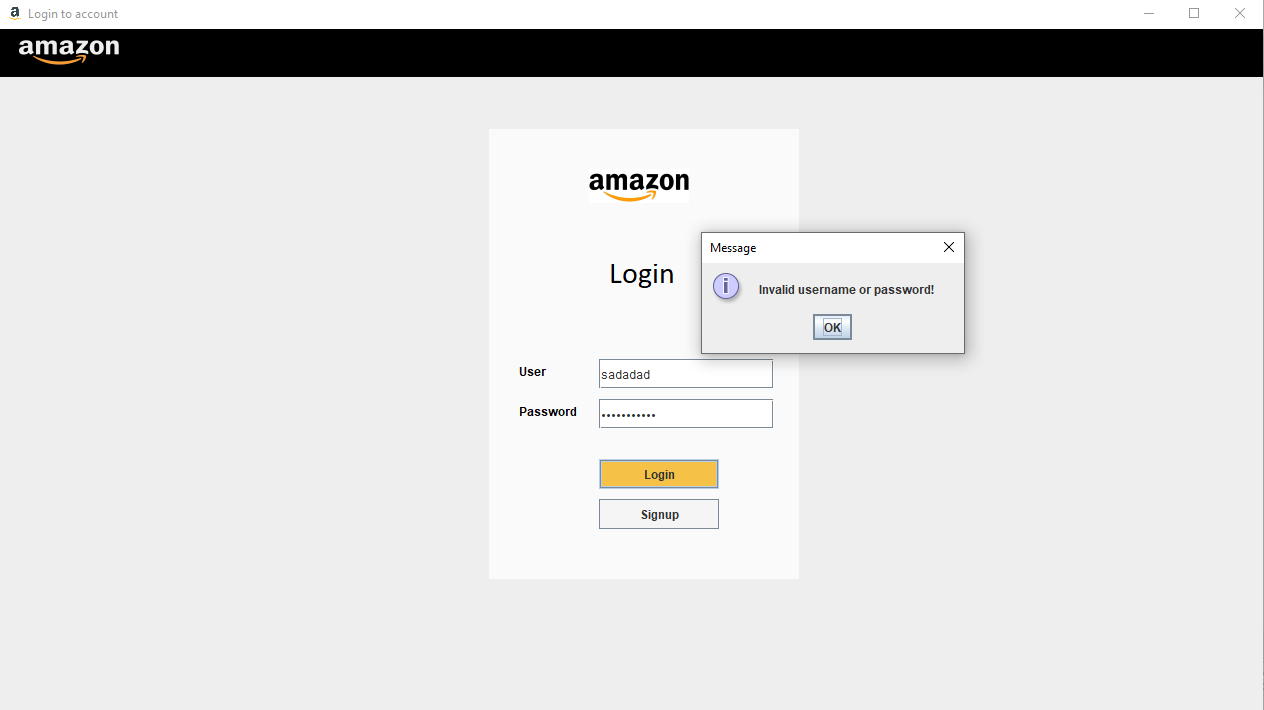 Login to account
amazon
amazon
Login
Message
Invalid username or password!
OK
User
sadadad
Password
Login
Signup